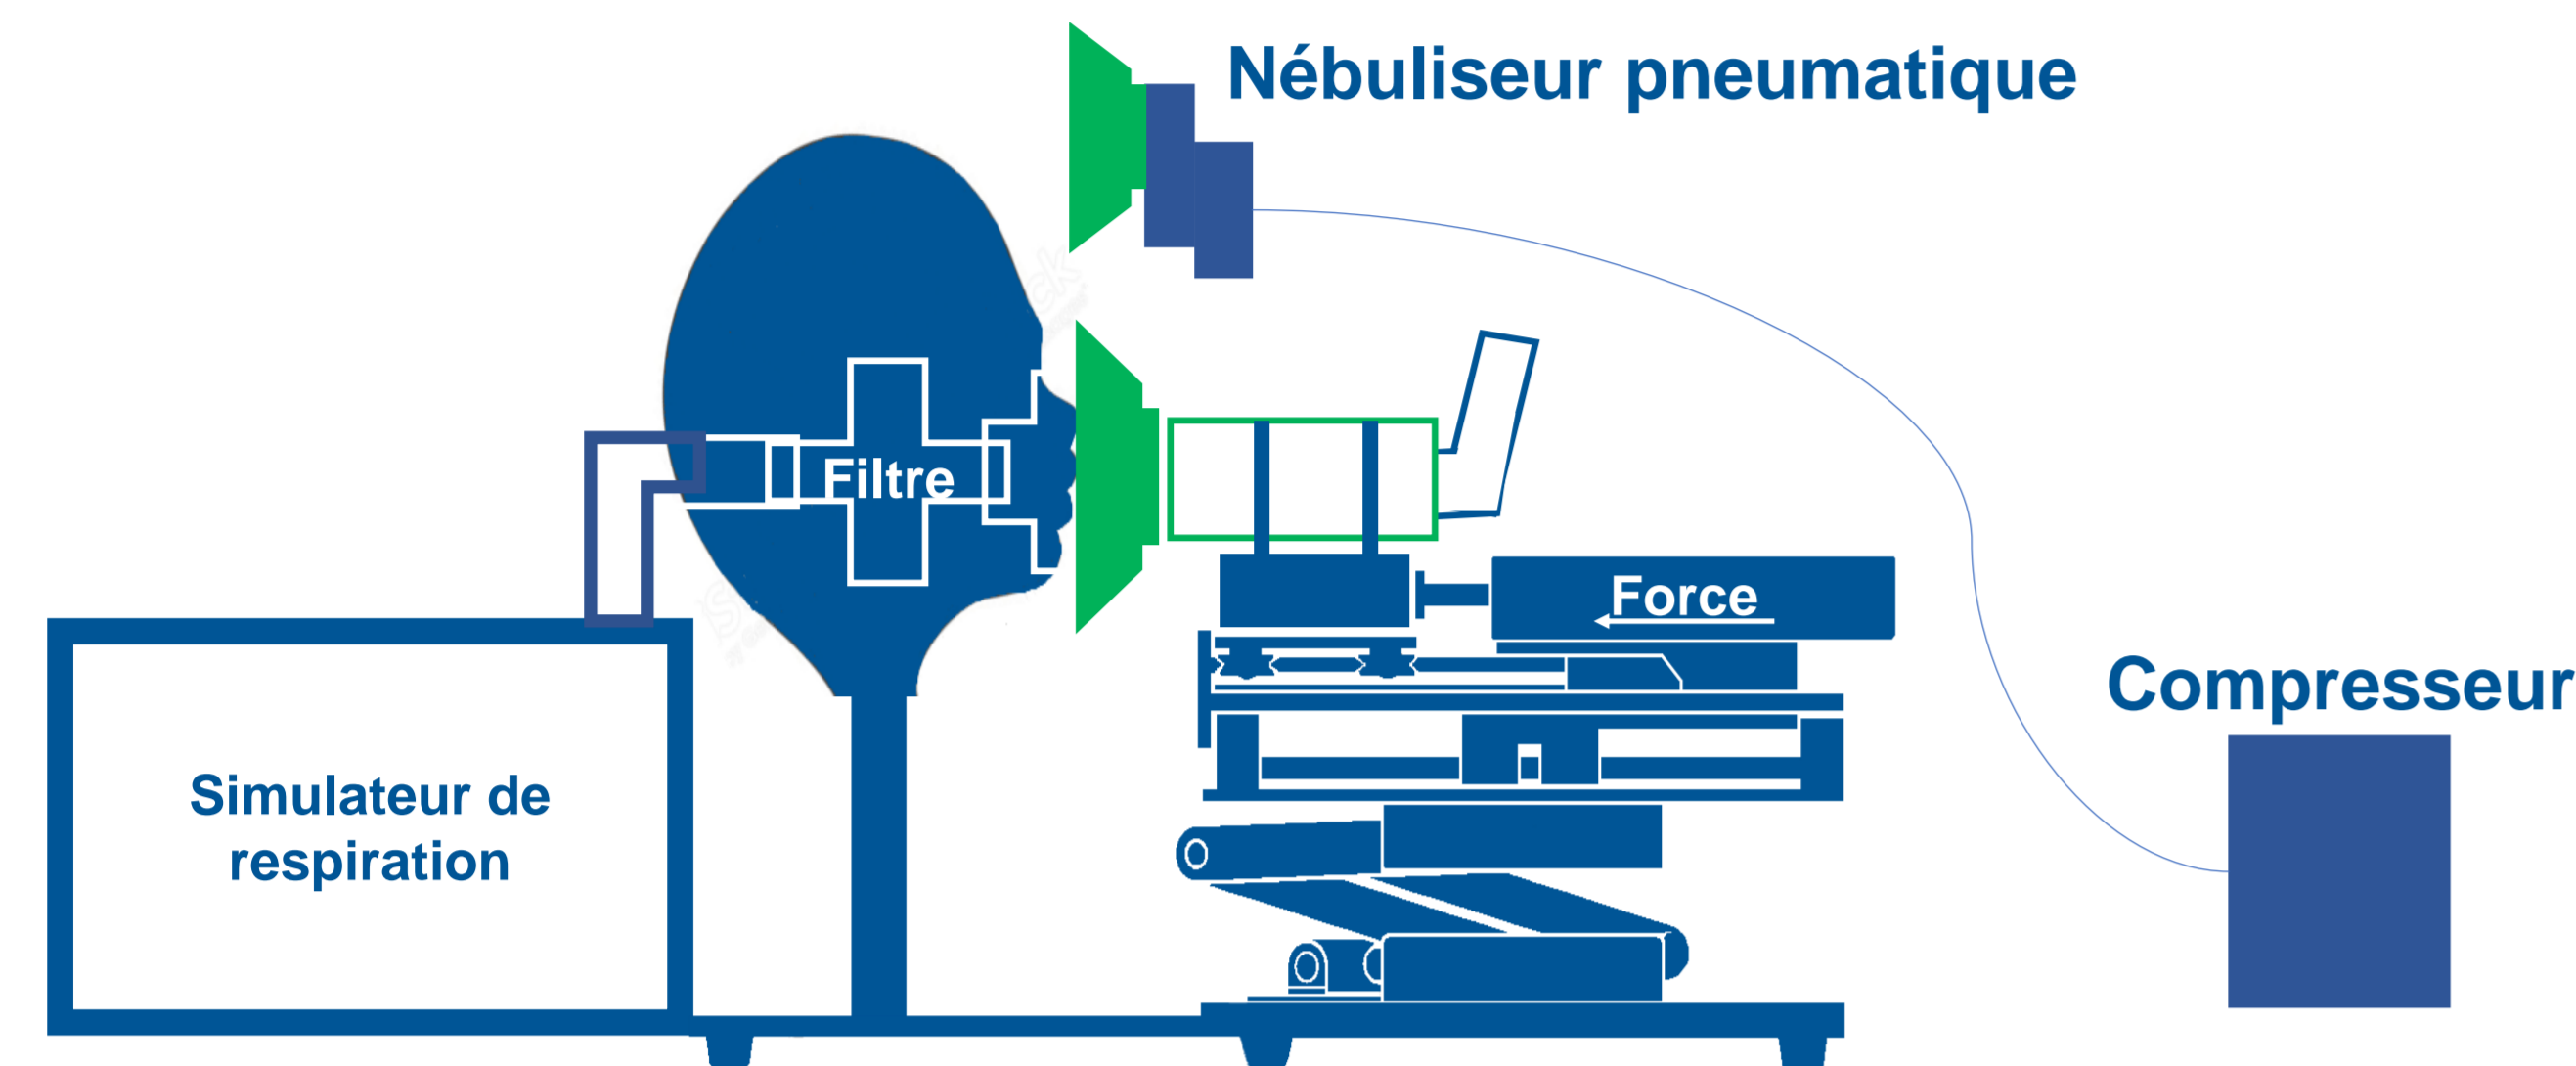 Nébuliseur pneumatique
Filtre
Force
Compresseur
Simulateur de
respiration